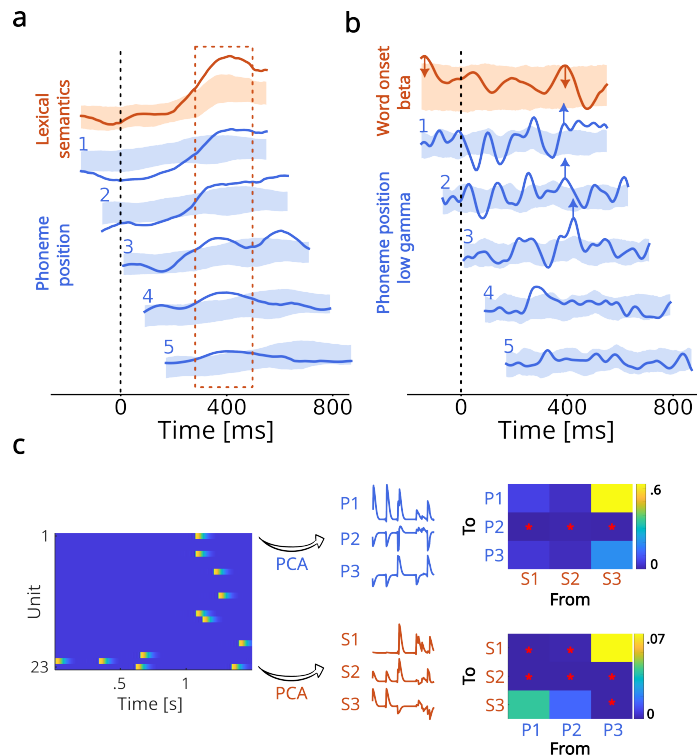 a
Lexical
semantics
Phoneme
position
1
2
3
4
5
0
400
800
Time [ms]
b
Word onset
beta
Phoneme position
low gamma
1
2
3
4
5
0
400
800
Time [ms]
c
Unit
1
23
.5
1
Time [s]
PCA
PCA
P1
P2
P3
S1
S2
S3
To
P1
P2
P3
S1
S2
S3
From
.6
0
To
S1
S2
S3
P1
P2
P3
From
.07
0